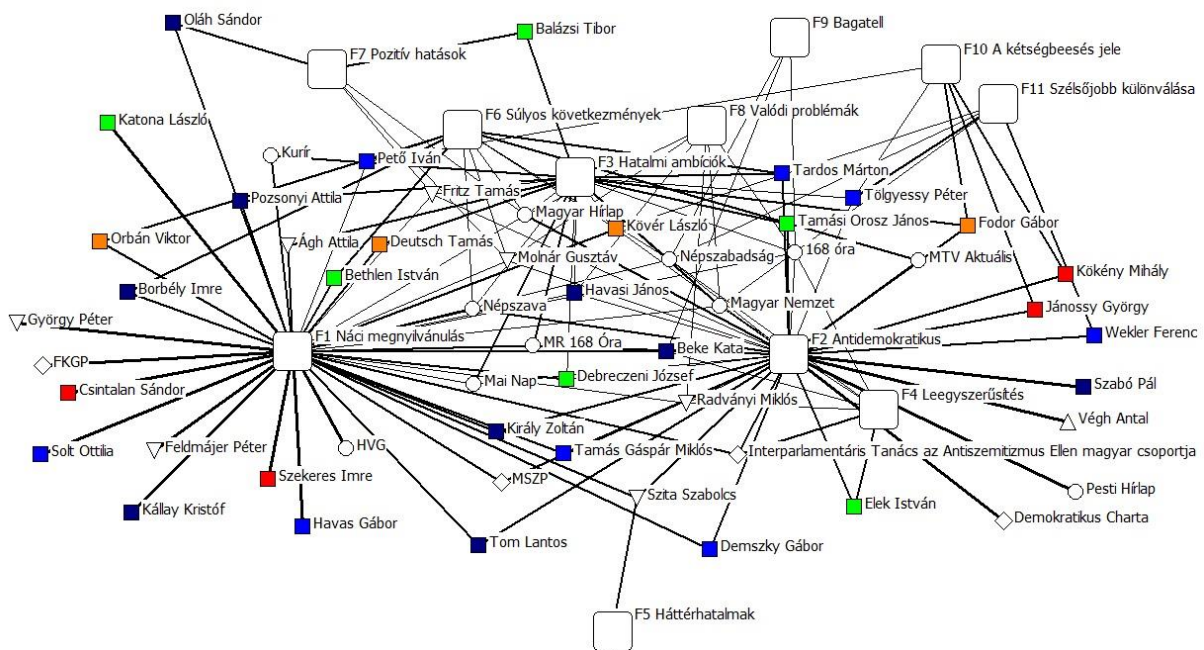 Oláh Sándor
Balázsi Tibor
F9 Bagatell
F7 Pozitív hatások
F10 A kétségbeesés jele
F11 Szélsőjobb különválása
F6 Súlyos következmények
F8 Valódi problémák
Katona László
Kurír
Pető Iván
F3 Hatalmi ambíciók
Tardos Márton
Pozsonyi Attila
Fritz Tamás
Tölgyessy Péter
Magyar Hírlap
Tamási Orosz János
Fodor Gábor
Orbán Viktor
Ágh Attila
Deutsch Tamás
Kövér László
168 óra
Molnár Gusztáv
Népszabadság
MTV Aktuális
Bethlen István
Kökény Mihály
Borbély Imre
Havasi János
Magyar Nemzet
Jánossy György
Népszava
György Péter
F1 Náci megnyilvánulás
MR 168 Óra
Beke Kata
F2 Antidemokratikus
Wekler Ferenc
FKGP
Mai Nap
Debreczeni József
Szabó Pál
Csintalan Sándor
Radványi Miklós
F4 Leegyszerűsítés
Végh Antal
Király Zoltán
Solt Ottilia
Feldmájer Péter
HVG
Tamás Gáspár Miklós
Interparlamentáris Tanács az Antiszemitizmus Ellen magyar csoportja
Szekeres Imre
MSZP
Szita Szabolcs
Pesti Hírlap
Kállay Kristóf
Elek István
Havas Gábor
Demokratikus Charta
Tom Lantos
Demszky Gábor
F5 Háttérhatalmak